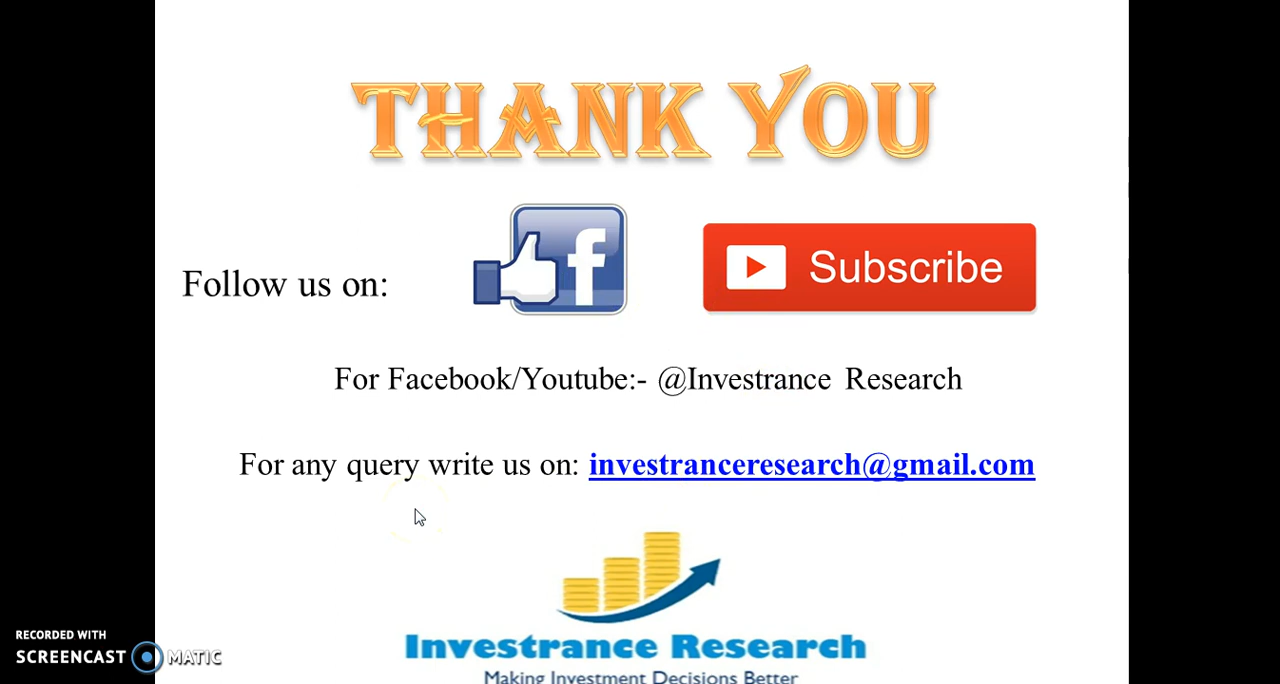 THANK YOU
Follow us on:
f
Subscribe
For Facebook/Youtube:- @Investrance Research
For any query write us on: investranceresearch@gmail.com
Investrance Research
Making Investment Decisions Better
RECORDED WITH
SCREENCAST MATIC